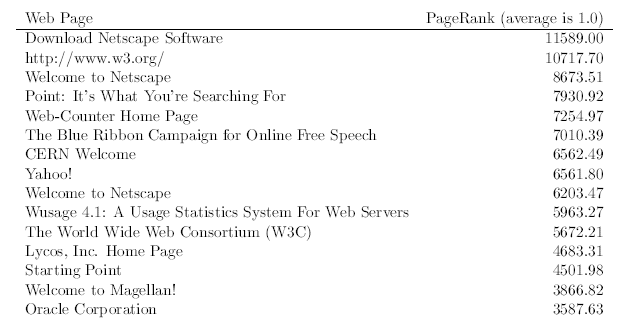 Web Page PageRank (average is 1.0)
Download Netscape Software 11589.00
http://www.w3.org/ 10717.70
Welcome to Netscape 8673.51
Point: It's What You're Searching For 7930.92
Web-Counter Home Page 7254.97
The Blue Ribbon Campaign for Online Free Speech 7010.39
CERN Welcome 6562.49
Yahoo! 6561.80
Welcome to Netscape 6203.47
Wusage 4.1: A Usage Statistics System For Web Servers 5963.27
The World Wide Web Consortium (W3C) 5672.21
Lycos, Inc. Home Page 4683.31
Starting Point 4501.98
Welcome to Magellan! 3866.82
Oracle Corporation 3587.63